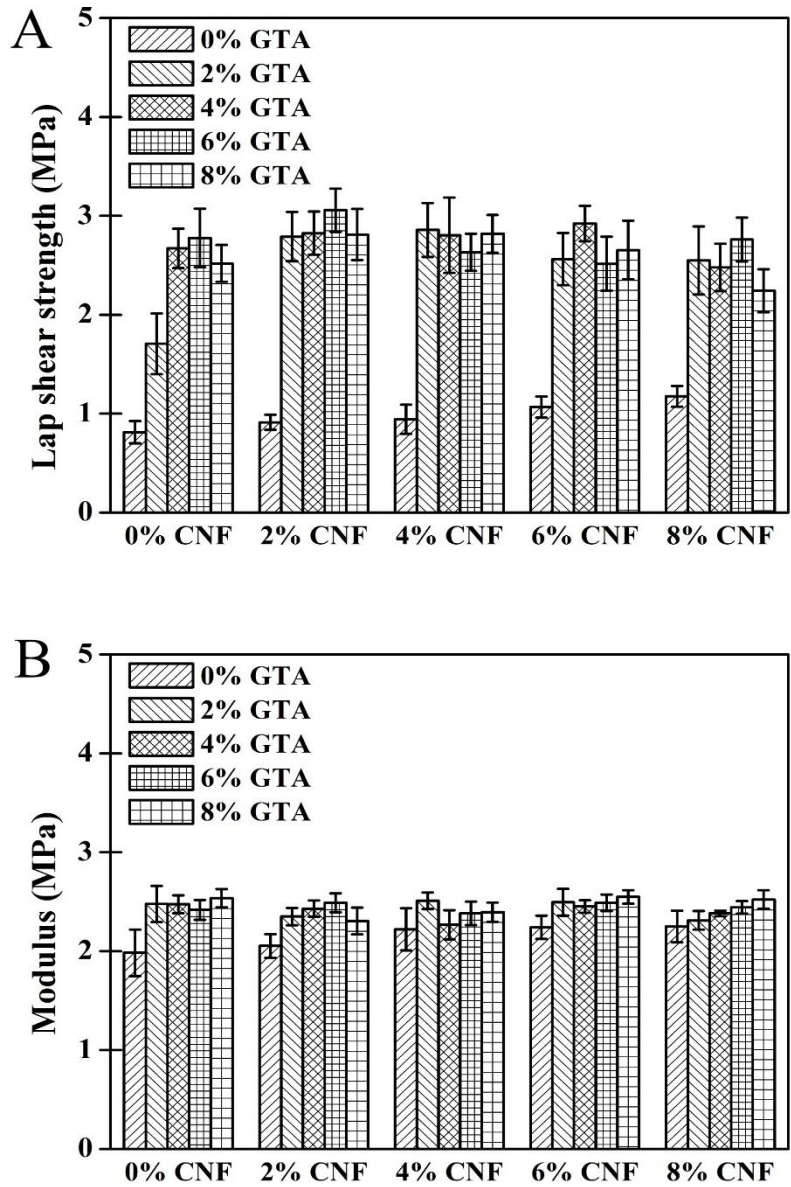 A
Lap shear strength (MPa)
5
4
3
2
1
0
0% GTA
2% GTA
4% GTA
6% GTA
8% GTA
0% CNF 2% CNF 4% CNF 6% CNF 8% CNF
B
Modulus (MPa)
5
4
3
2
1
0
0% GTA
2% GTA
4% GTA
6% GTA
8% GTA
0% CNF 2% CNF 4% CNF 6% CNF 8% CNF